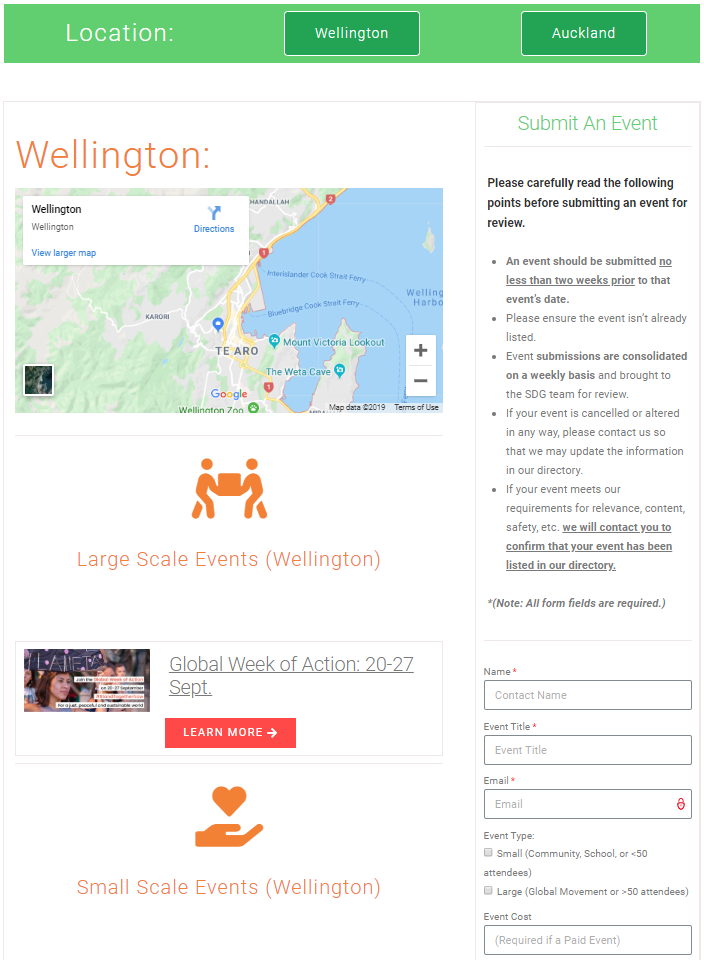 Location:
Wellington
Auckland
Wellington:
Wellington
Wellington
Directions
View larger map
HANDALLAH
2
1
Interislander Cook Strait Ferry
Bluebridge Cook Strait Ferry
Welling
Harbo
KARORI
TE ARO
Mount Victoria Lookout
The Weta Cave
1
Google
Wellington Zoo
Map data ©2019
Terms of Use
Large Scale Events (Wellington)
PLANETA
Join the Global Week of Action
on 20-27 September
#StandTogetherNow
For a just, peaceful and sustainable world
Global Week of Action: 20-27
Sept.
LEARN MORE
Small Scale Events (Wellington)
Submit An Event
Please carefully read the following
points before submitting an event for
review.
• An event should be submitted no
less than two weeks prior to that
event's date.
• Please ensure the event isn't already
listed.
• Event submissions are consolidated
on a weekly basis and brought to
the SDG team for review.
• If your event is cancelled or altered
in any way, please contact us so
that we may update the information
in our directory.
• If your event meets our
requirements for relevance, content,
safety, etc. we will contact you to
confirm that your event has been
listed in our directory.
*(Note: All form fields are required.)
Name *
Contact Name
Event Title *
Event Title
Email *
Email
Event Type:
Small (Community, School, or <50
attendees)
Large (Global Movement or >50 attendees)
Event Cost
(Required if a Paid Event)